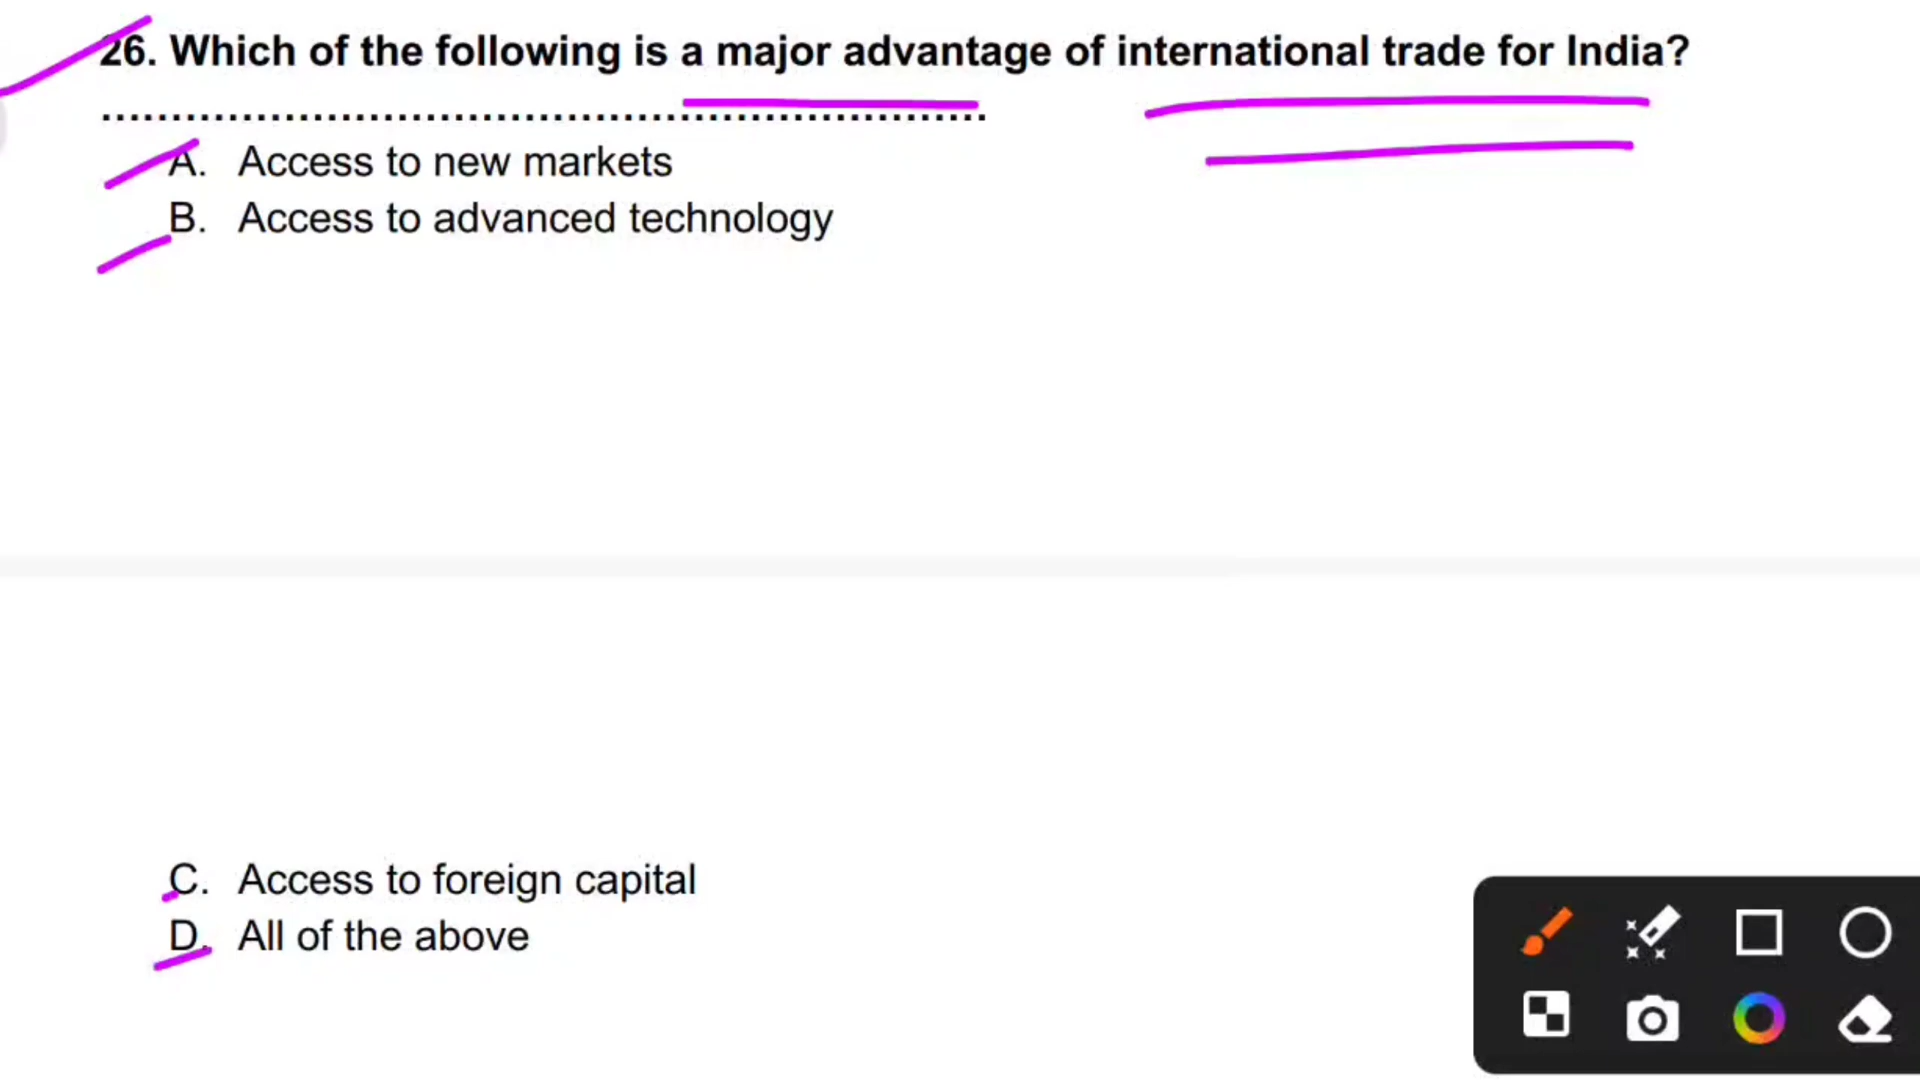 26. Which of the following is a major advantage of international trade for India?
...............................................................
A. Access to new markets
B. Access to advanced technology
C. Access to foreign capital
D. All of the above